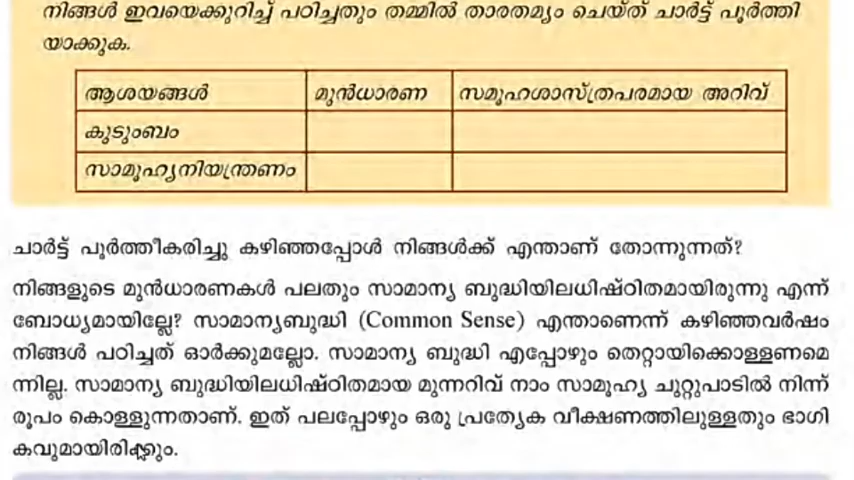 നിങ്ങൾ ഇവയെക്കുറിച്ച് പഠിച്ചതും തമ്മിൽ താരതമ്യം ചെയ്ത് ചാർട്ട് പൂർത്തി
യാക്കുക.
ആശയങ്ങൾ മുൻധാരണ സമൂഹശാസ്ത്രപരമായ അറിവ്
കുടുംബം
സാമൂഹ്യനിയന്ത്രണം
ചാർട്ട് പൂർത്തീകരിച്ചു കഴിഞ്ഞപ്പോൾ നിങ്ങൾക്ക് എന്താണ് തോന്നുന്നത്?
നിങ്ങളുടെ മുൻധാരണകൾ പലതും സാമാന്യ ബുദ്ധിയിലധിഷ്ഠിതമായിരുന്നു എന്ന്
ബോധ്യമായില്ലേ? സാമാന്യബുദ്ധി (Common Sense) എന്താണെന്ന് കഴിഞ്ഞവർഷം
നിങ്ങൾ പഠിച്ചത് ഓർക്കുമല്ലോ. സാമാന്യ ബുദ്ധി എപ്പോഴും തെറ്റായിക്കൊള്ളണമെ
ന്നില്ല. സാമാന്യ ബുദ്ധിയിലധിഷ്ഠിതമായ മുന്നറിവ് നാം സാമൂഹ്യ ചുറ്റുപാടിൽ നിന്ന്
രൂപം കൊള്ളുന്നതാണ്. ഇത് പലപ്പോഴും ഒരു പ്രത്യേക വീക്ഷണത്തിലുള്ളതും ഭാഗി
കവുമായിരിക്കും.